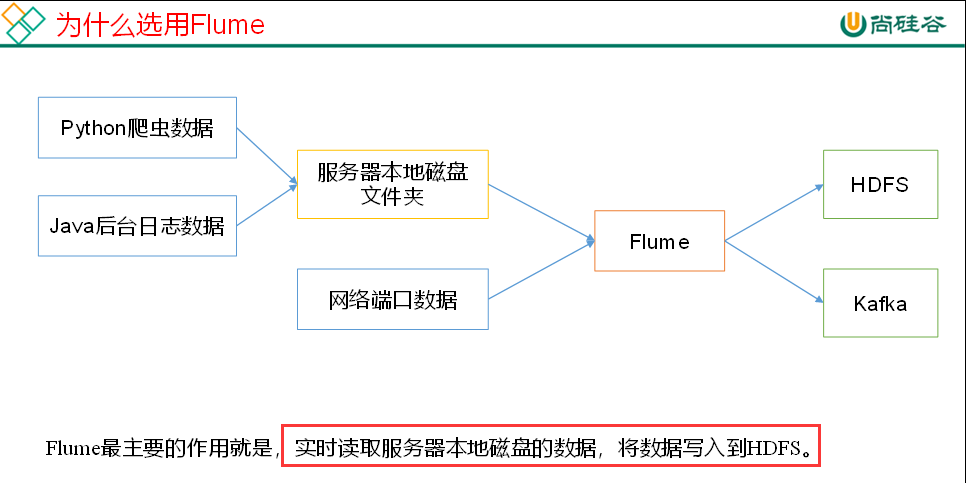 为什么选用Flume
尚硅谷
Python爬虫数据
Java后台日志数据
服务器本地磁盘
文件夹
网络端口数据
Flume
HDFS
Kafka
Flume最主要的作用就是，实时读取服务器本地磁盘的数据，将数据写入到HDFS。